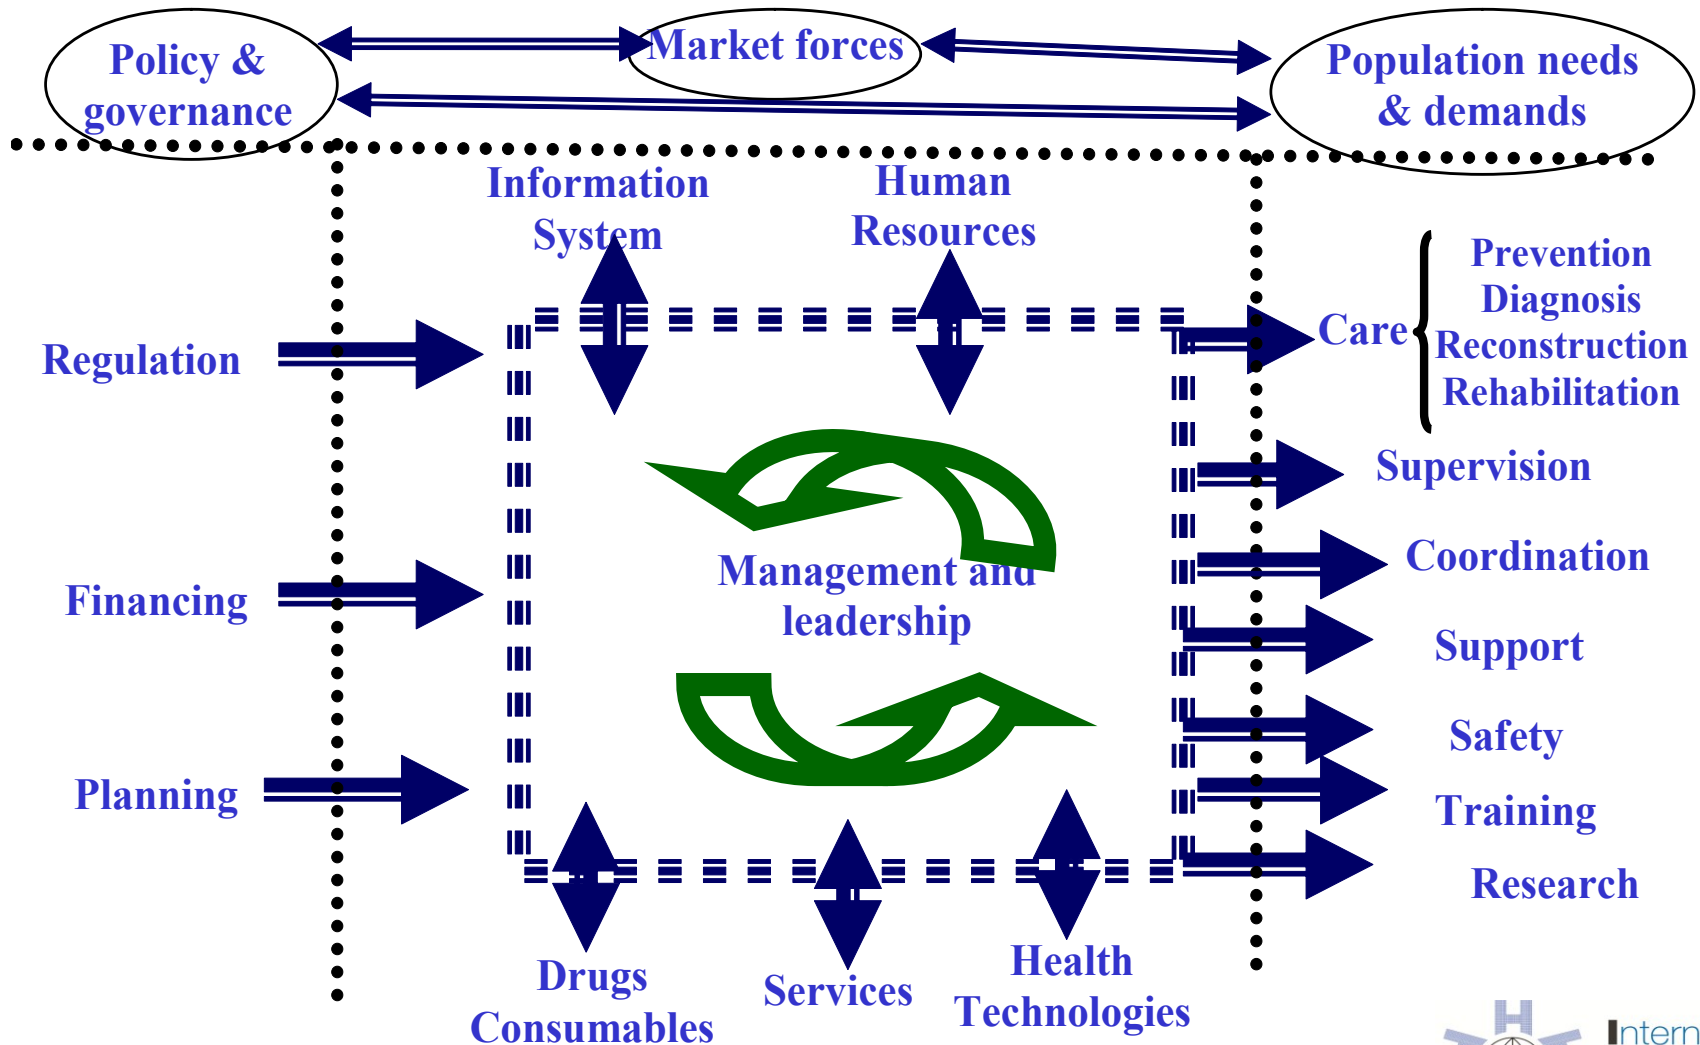 Policy &
governance
Market forces
Population needs
& demands
Information
System
Human
Resources
Regulation
Financing
Planning
Management and
leadership
Care
Prevention
Diagnosis
Reconstruction
Rehabilitation
Supervision
Coordination
Support
Safety
Training
Research
Drugs
Consumables
Services
Health
Technologies
H
Intern